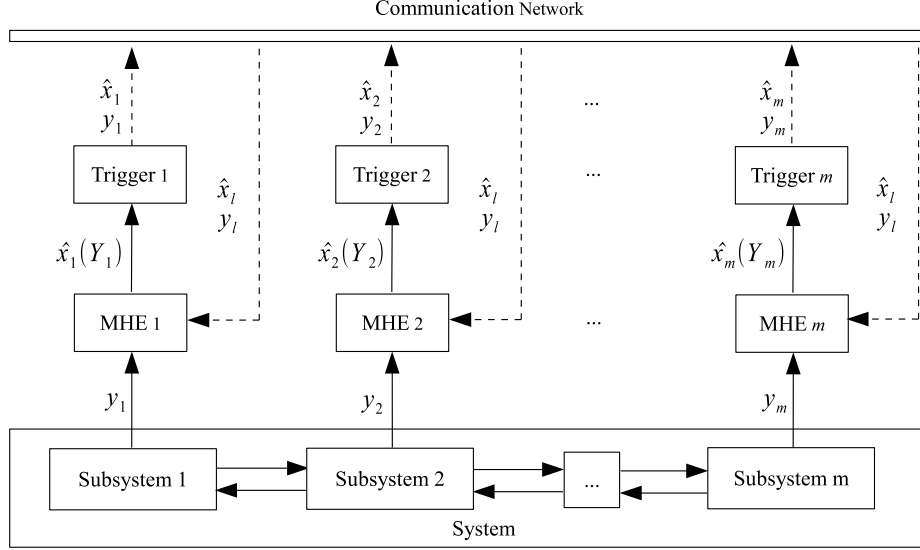 Communication Network
x̂₁ x̂₂ ... x̂ₘ
y₁ y₂ yₘ
Trigger 1 Trigger 2 ... Trigger m
x̂ₗ x̂ₗ x̂ₗ
yₗ yₗ yₗ
x̂₁(Y₁) x̂₂(Y₂) x̂ₘ(Yₘ)
MHE 1 MHE 2 ... MHE m
y₁ y₂ yₘ
Subsystem 1 Subsystem 2 ... Subsystem m
System